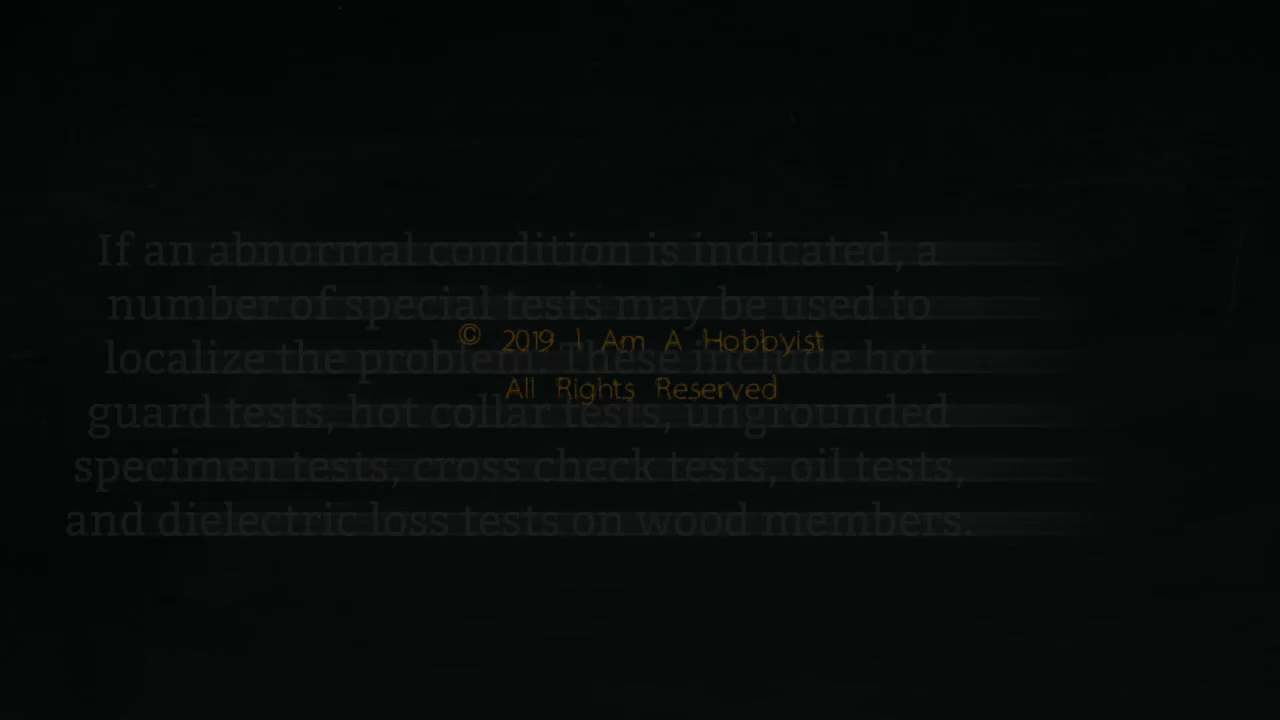 If an abnormal condition is indicated, a
number of special tests may be used to
localize the problem. These include hot
guard tests, hot collar tests, ungrounded
specimen tests, cross check tests, oil tests,
and dielectric loss tests on wood members.
© 2019 I Am A Hobbyist
All Rights Reserved